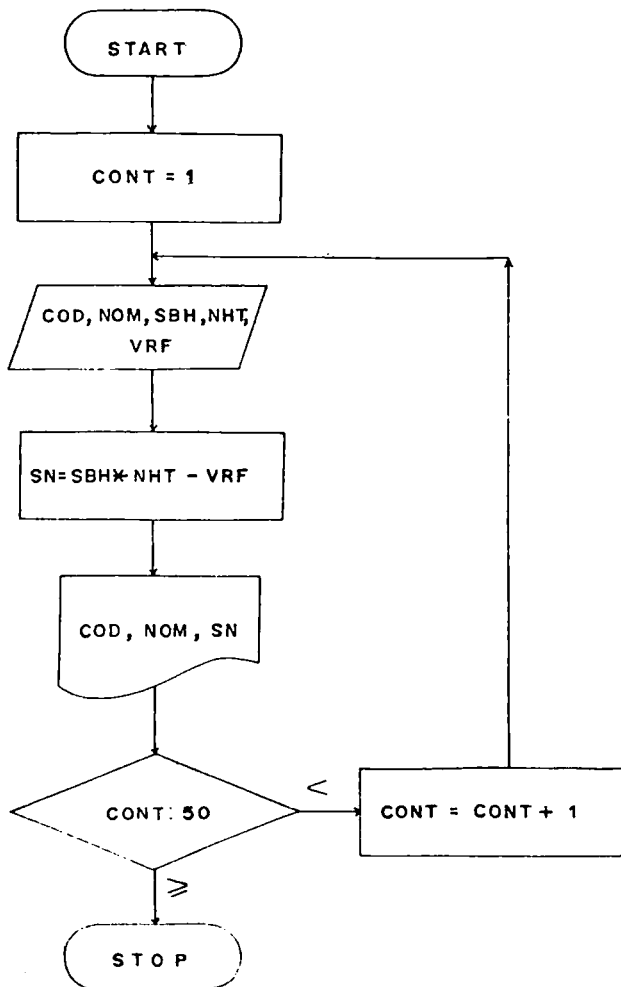 START
CONT = 1
COD, NOM, SBH, NHT,
VRF
SN=SBH* NHT - VRF
COD, NOM, SN
CONT: 50
<
CONT = CONT + 1
≥
STOP